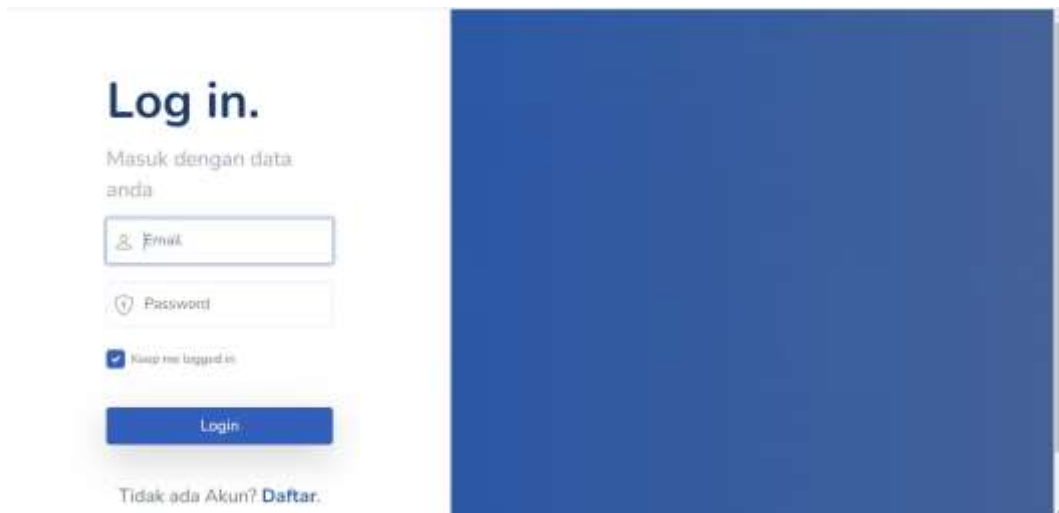 Log in.
Masuk dengan data
anda
Email
Password
Keep me logged in
Login
Tidak ada Akun? Daftar.